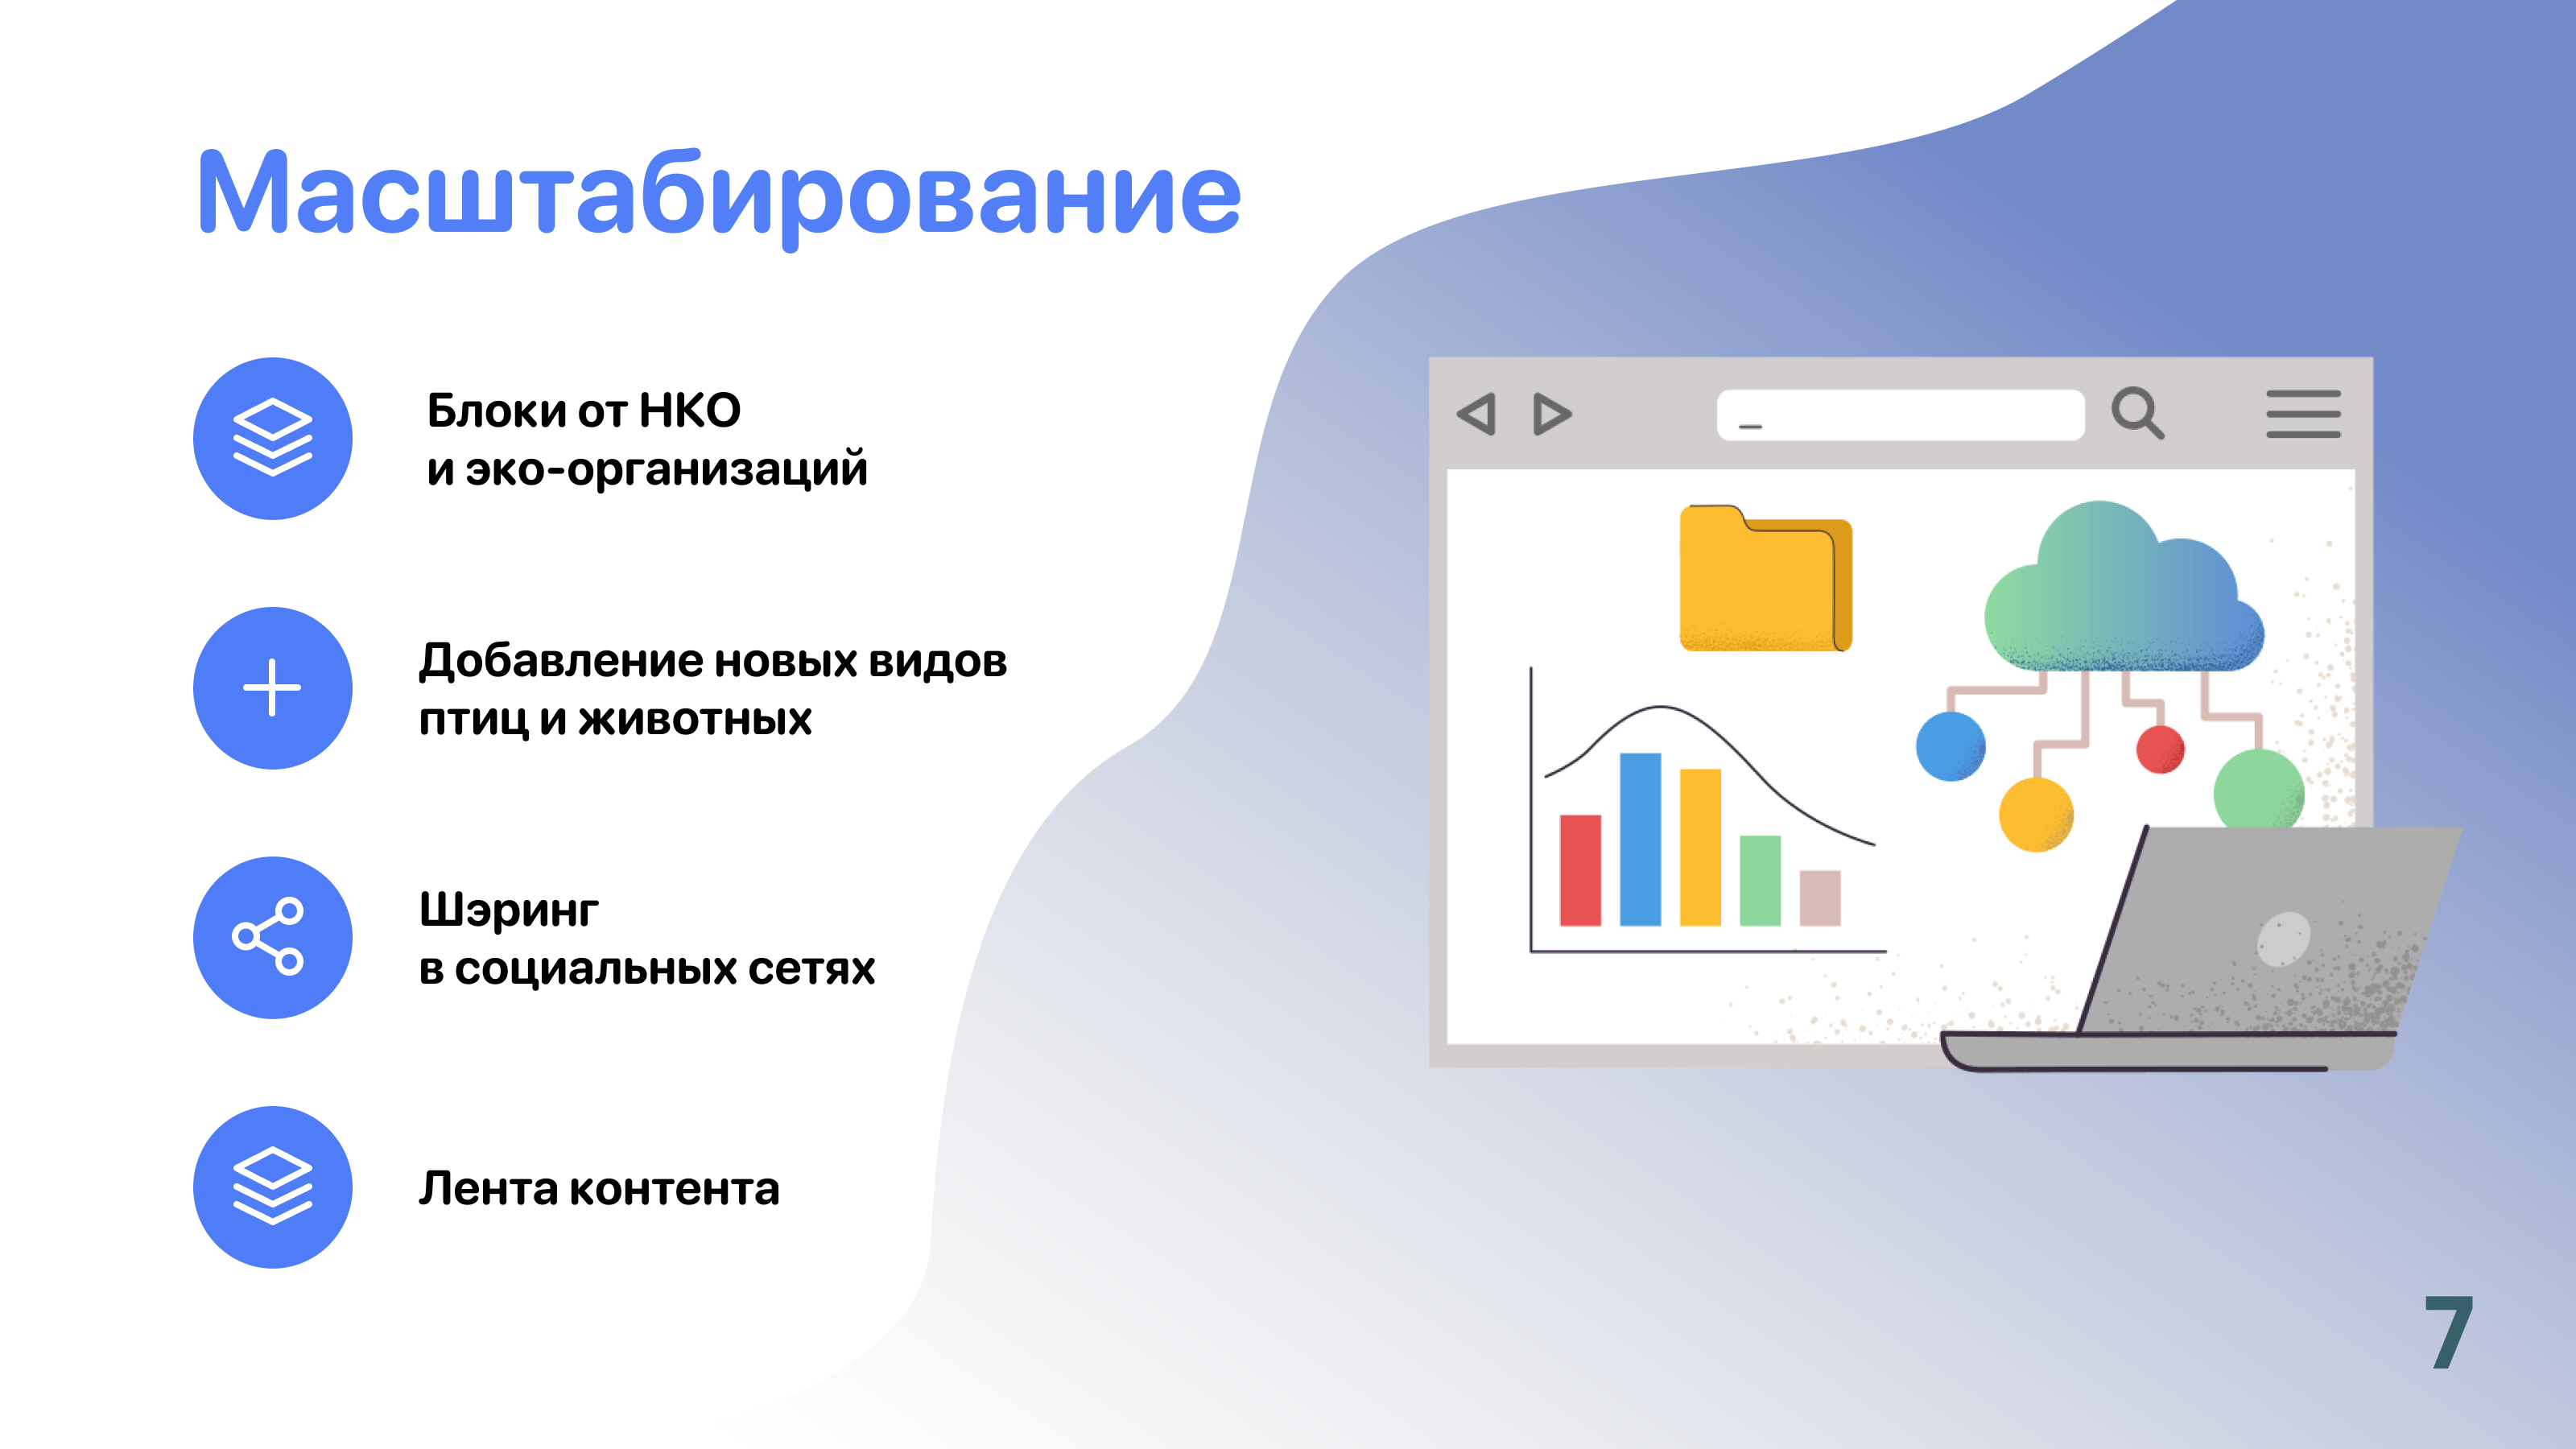 Масштабирование
Блоки от НКО
и эко-организаций
Добавление новых видов
птиц и животных
Шэринг
в социальных сетях
Лента контента
7